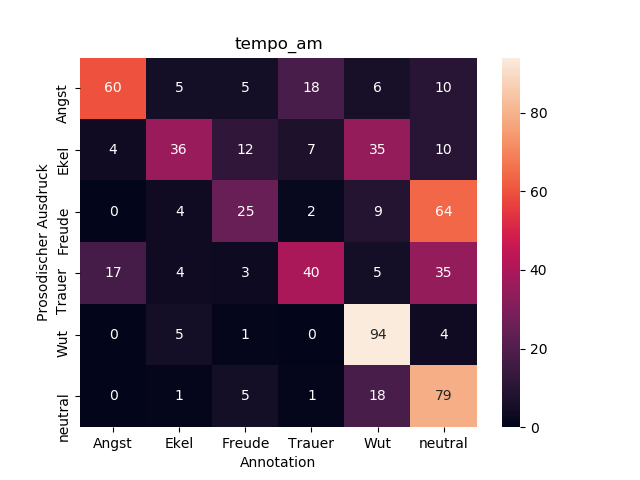 tempo_am
Prosodischer Ausdruck
Angst 60 5 5 18 6 10
Ekel 4 36 12 7 35 10
Freude 0 4 25 2 9 64
Trauer 17 4 3 40 5 35
Wut 0 5 1 0 94 4
neutral 0 1 5 1 18 79
Angst Ekel Freude Trauer Wut neutral
Annotation
80
60
40
20
0